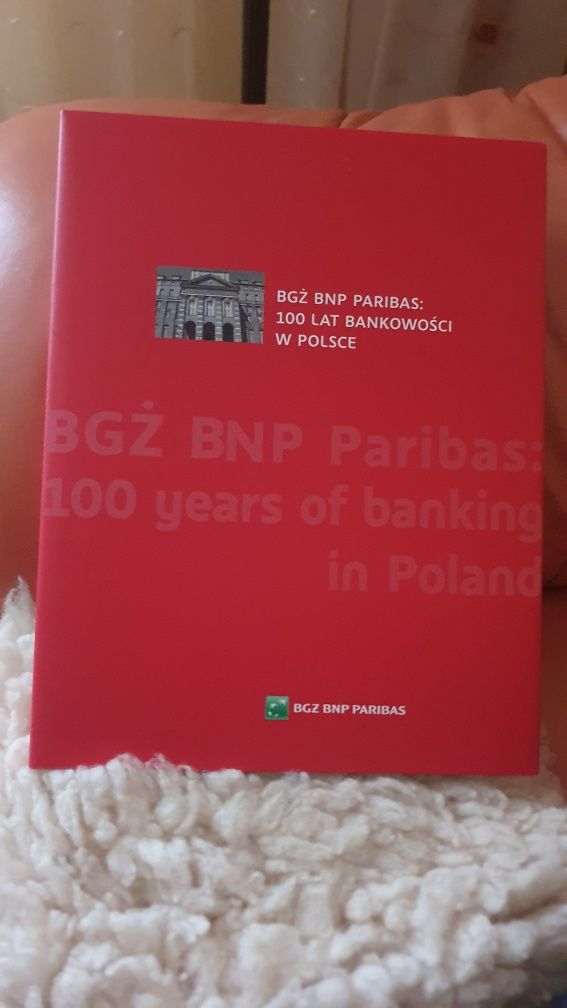 BGŻ BNP PARIBAS:
100 LAT BANKOWOŚCI
W POLSCE
BGŻ BNP Paribas:
100 years of banking
in Poland
BGŻ BNP PARIBAS